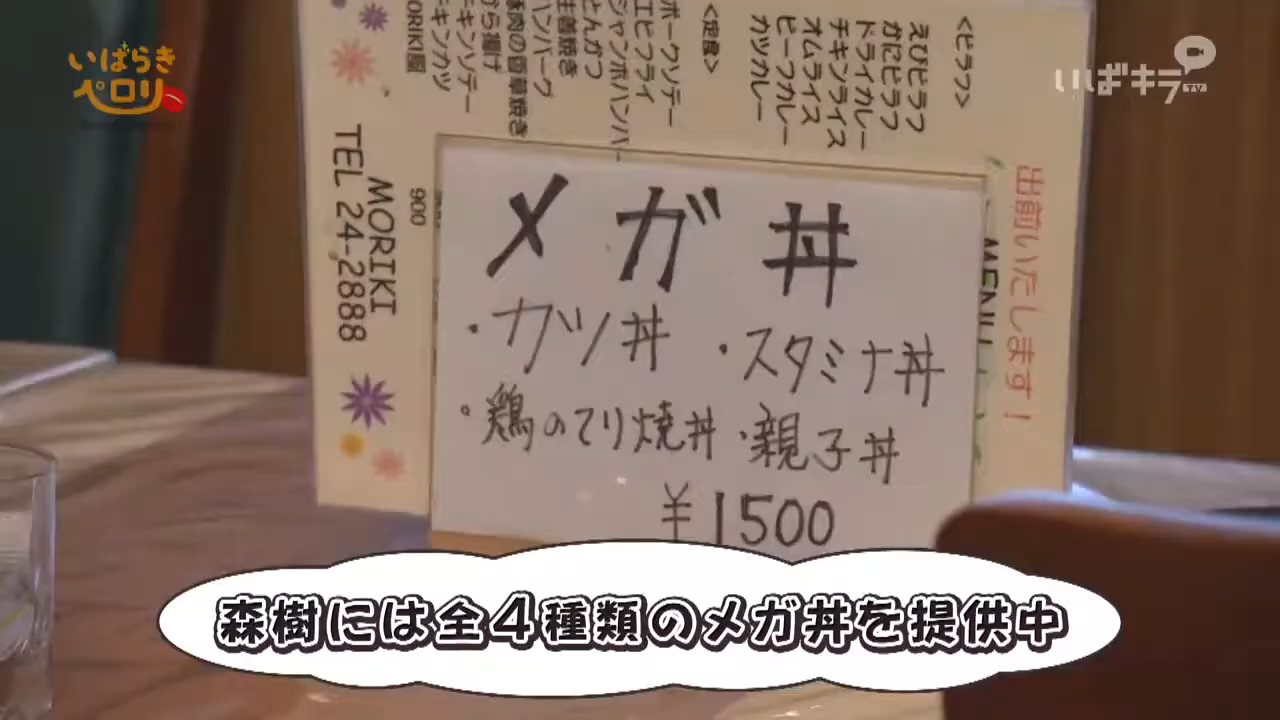 いばらき
ペロリ
いばキラTV
<ピラフ>
えびピラフ
かにピラフ
ドライカレー
チキンライス
オムライス
ビーフカレー
カツカレー
<定食>
ポークソテー
エビフライ
ジャンボハンバー
とんかつ
ハンバーグ
チキンソテー
チキンカツ
出前いたします!
MENU
MORIKI
TEL 24-2888
900
メガ丼
・カツ丼 ・スタミナ丼
・鶏のてり焼丼 ・親子丼
¥1500
森樹には全4種類のメガ丼を提供中